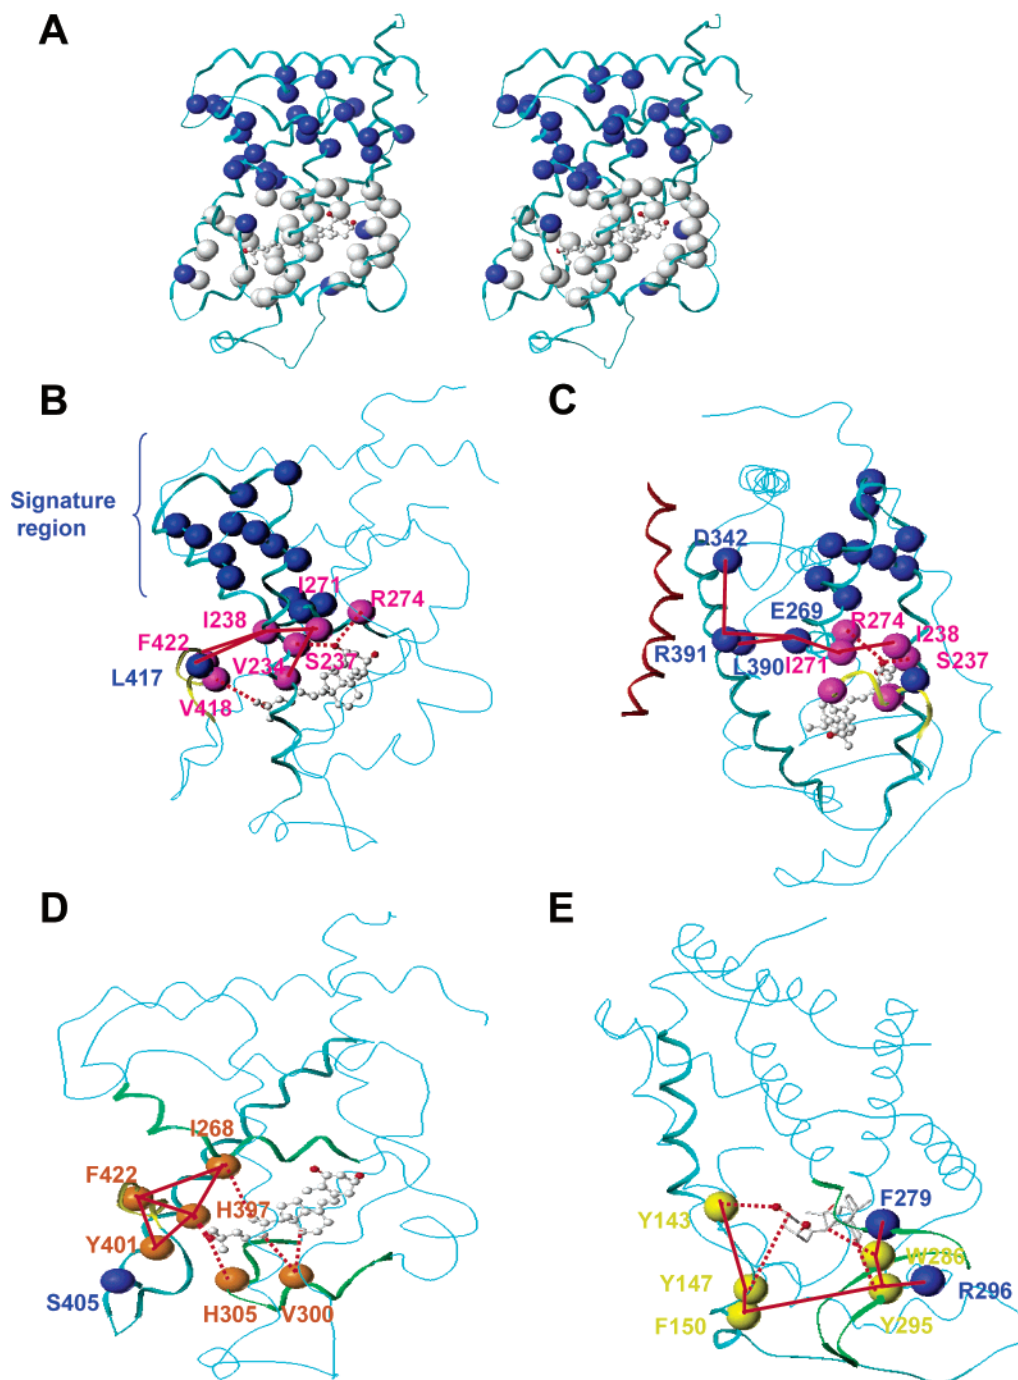 A
B
Signature
region
I271
R274
I238
F422
V234
S237
L417
V418
C
D342
E269
R274
I238
R391
L390
I271
S237
D
I268
F422
H397
Y401
S405
H305
V300
E
F279
Y143
W286
Y147
R296
F150
Y295